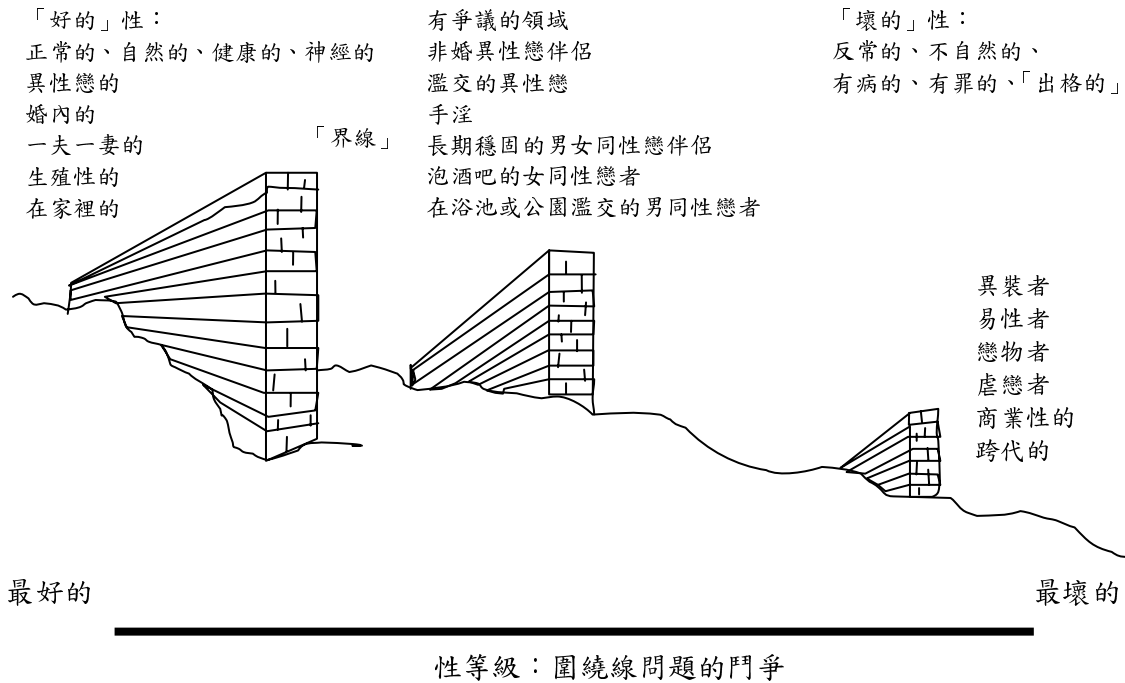 「好的」性：
正常的、自然的、健康的、神經的
異性戀的
婚內的
一夫一妻的
生殖性的
在家裡的
「界線」
有爭議的領域
非婚異性戀伴侶
濫交的異性戀
手淫
長期穩固的男女同性戀伴侶
泡酒吧的女同性戀者
在浴池或公園濫交的男同性戀者
「壞的」性：
反常的、不自然的、
有病的、有罪的、「出格的」
異裝者
易性者
戀物者
虐戀者
商業性的
跨代的
最好的
最壞的
性等級：圍繞線問題的鬥爭